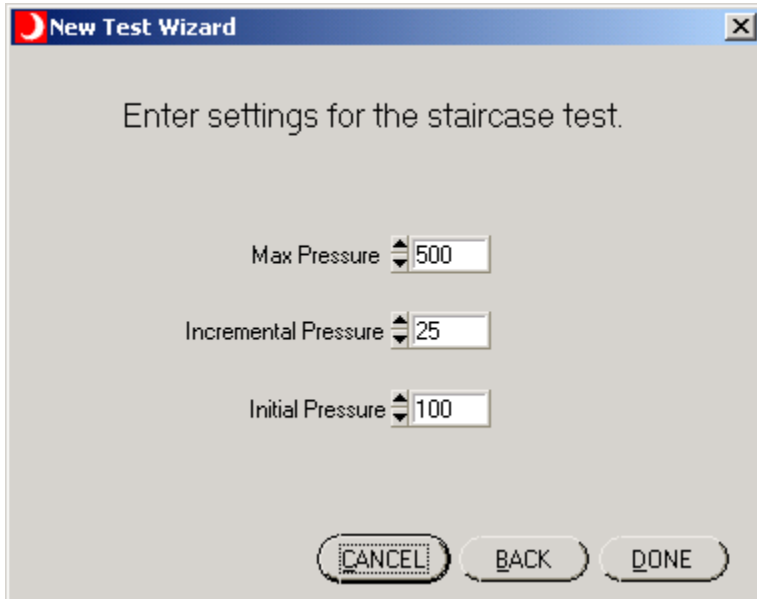 New Test Wizard
Enter settings for the staircase test.
Max Pressure 500
Incremental Pressure 25
Initial Pressure 100
CANCEL BACK DONE